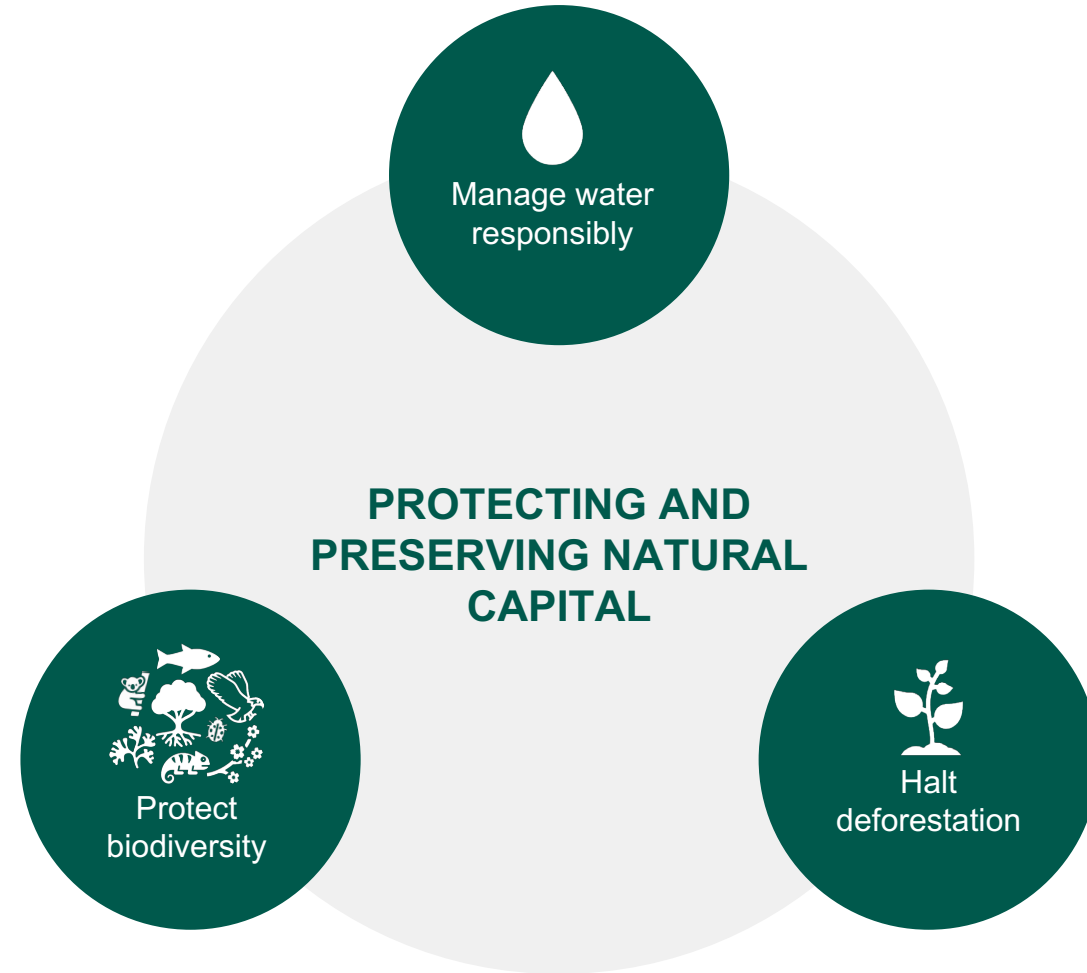 Manage water
responsibly
PROTECTING AND
PRESERVING NATURAL
CAPITAL
Protect
biodiversity
Halt
deforestation